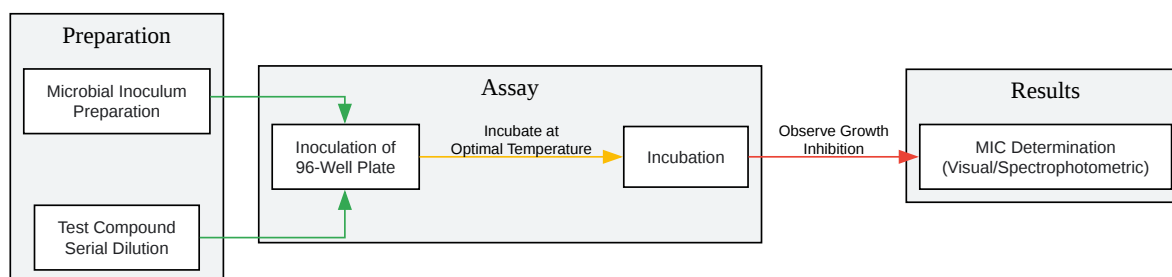 Preparation
Microbial Inoculum
Preparation
Test Compound
Serial Dilution
Assay
Inoculation of
96-Well Plate
Incubate at
Optimal Temperature
Incubation
Observe Growth
Inhibition
Results
MIC Determination
(Visual/Spectrophotometric)